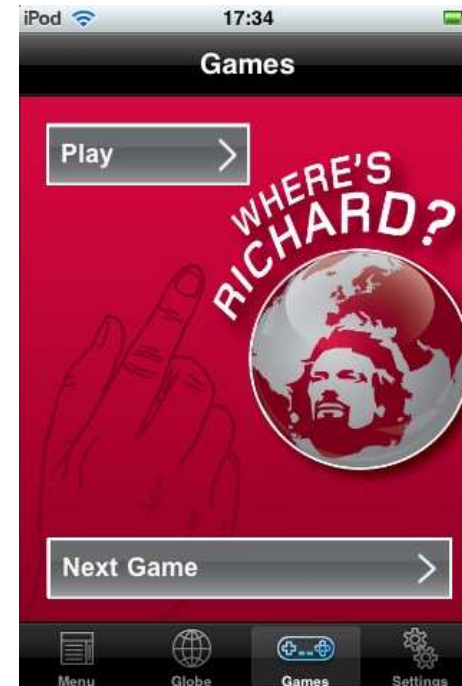 iPod 17:34
Games
Play
WHERE'S
RICHARD?
Next Game
Menu Globe Games Settings